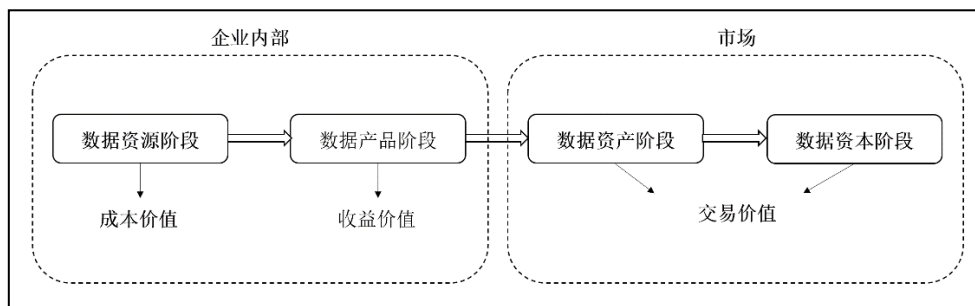 企业内部
市场
数据资源阶段
数据产品阶段
数据资产阶段
数据资本阶段
成本价值
收益价值
交易价值